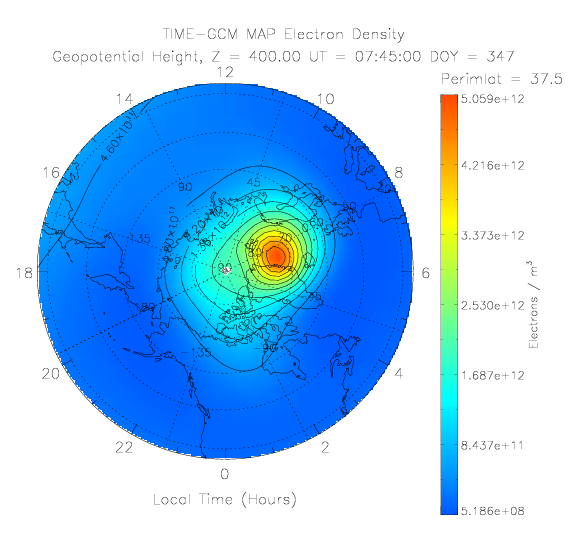 TIME-GCM MAP Electron Density
Geopotential Height, Z = 400.00 UT = 07:45:00 DOY = 347
Perimlat = 37.5
12
14
10
16
8
18
6
20
4
22
2
0
Local Time (Hours)
5.059e+12
4.216e+12
3.373e+12
2.530e+12
1.687e+12
8.437e+11
5.186e+08
Electrons / m³
4.60×10¹¹
90
45
-135